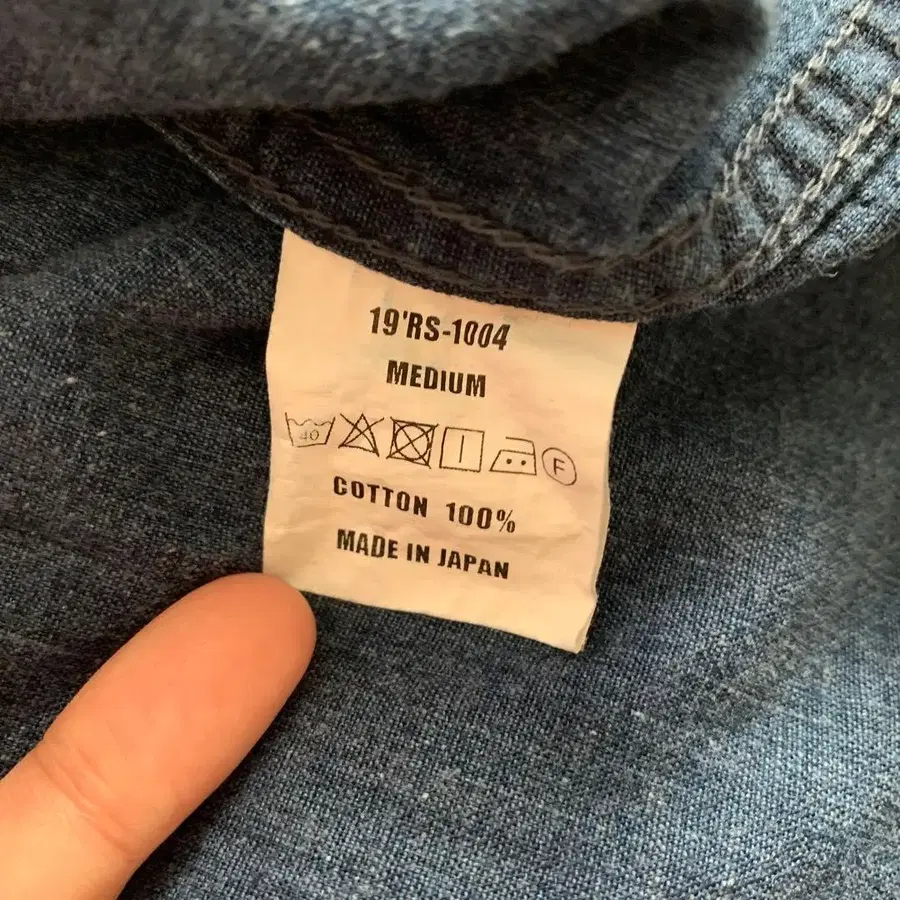 19'RS-1004
MEDIUM
40 F
COTTON 100%
MADE IN JAPAN